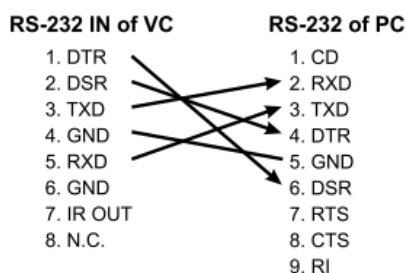 RS-232 IN of VC
1. DTR
2. DSR
3. TXD
4. GND
5. RXD
6. GND
7. IR OUT
8. N.C.
RS-232 of PC
1. CD
2. RXD
3. TXD
4. DTR
5. GND
6. DSR
7. RTS
8. CTS
9. RI